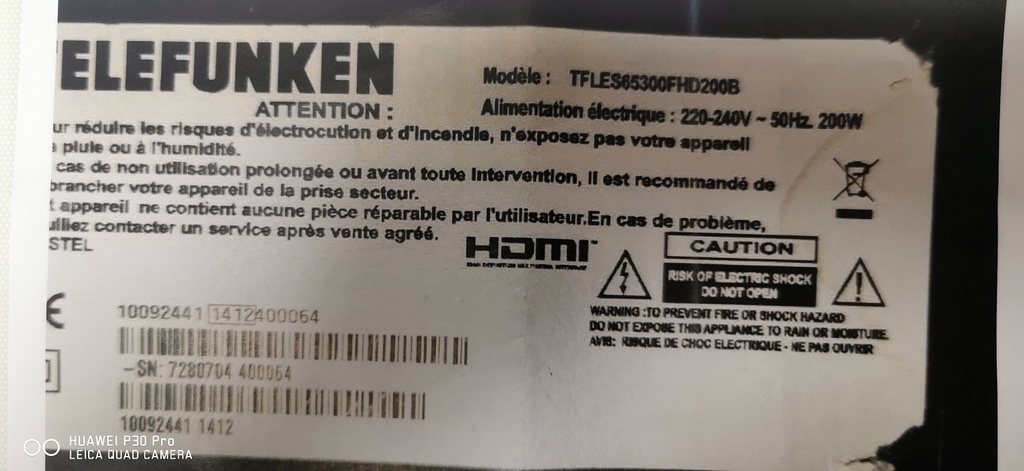 ELEFUNKEN
Modèle : TFLES65300FHD200B
ATTENTION :
Alimentation électrique : 220-240V ~ 50Hz 200W
ur réduire les risques d'électrocution et d'incendie, n'exposez pas votre appareil
pluie ou à l'humidité.
cas de non utilisation prolongée ou avant toute intervention, il est recommandé de
brancher votre appareil de la prise secteur.
t appareil ne contient aucune pièce réparable par l'utilisateur.En cas de problème,
uillez contacter un service après vente agréé.
STEL
HDMI
CAUTION
RISK OF ELECTRIC SHOCK
DO NOT OPEN
WARNING :TO PREVENT FIRE OR SHOCK HAZARD
DO NOT EXPOSE THIS APPLIANCE TO RAIN OR MOISTURE.
AVIS: RISQUE DE CHOC ELECTRIQUE - NE PAS OUVRIR
CE
10092441 1412400064
-SN: 7280704 400064
10092441 1412
HUAWEI P30 Pro
LEICA QUAD CAMERA